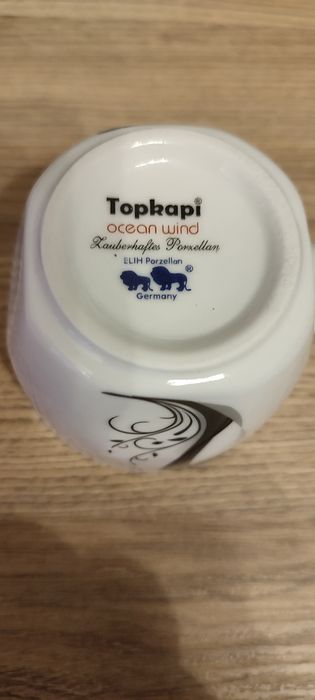 Topkapi®
ocean wind
Zauberhaftes Porzellan
ELIH Porzellan
®
Germany